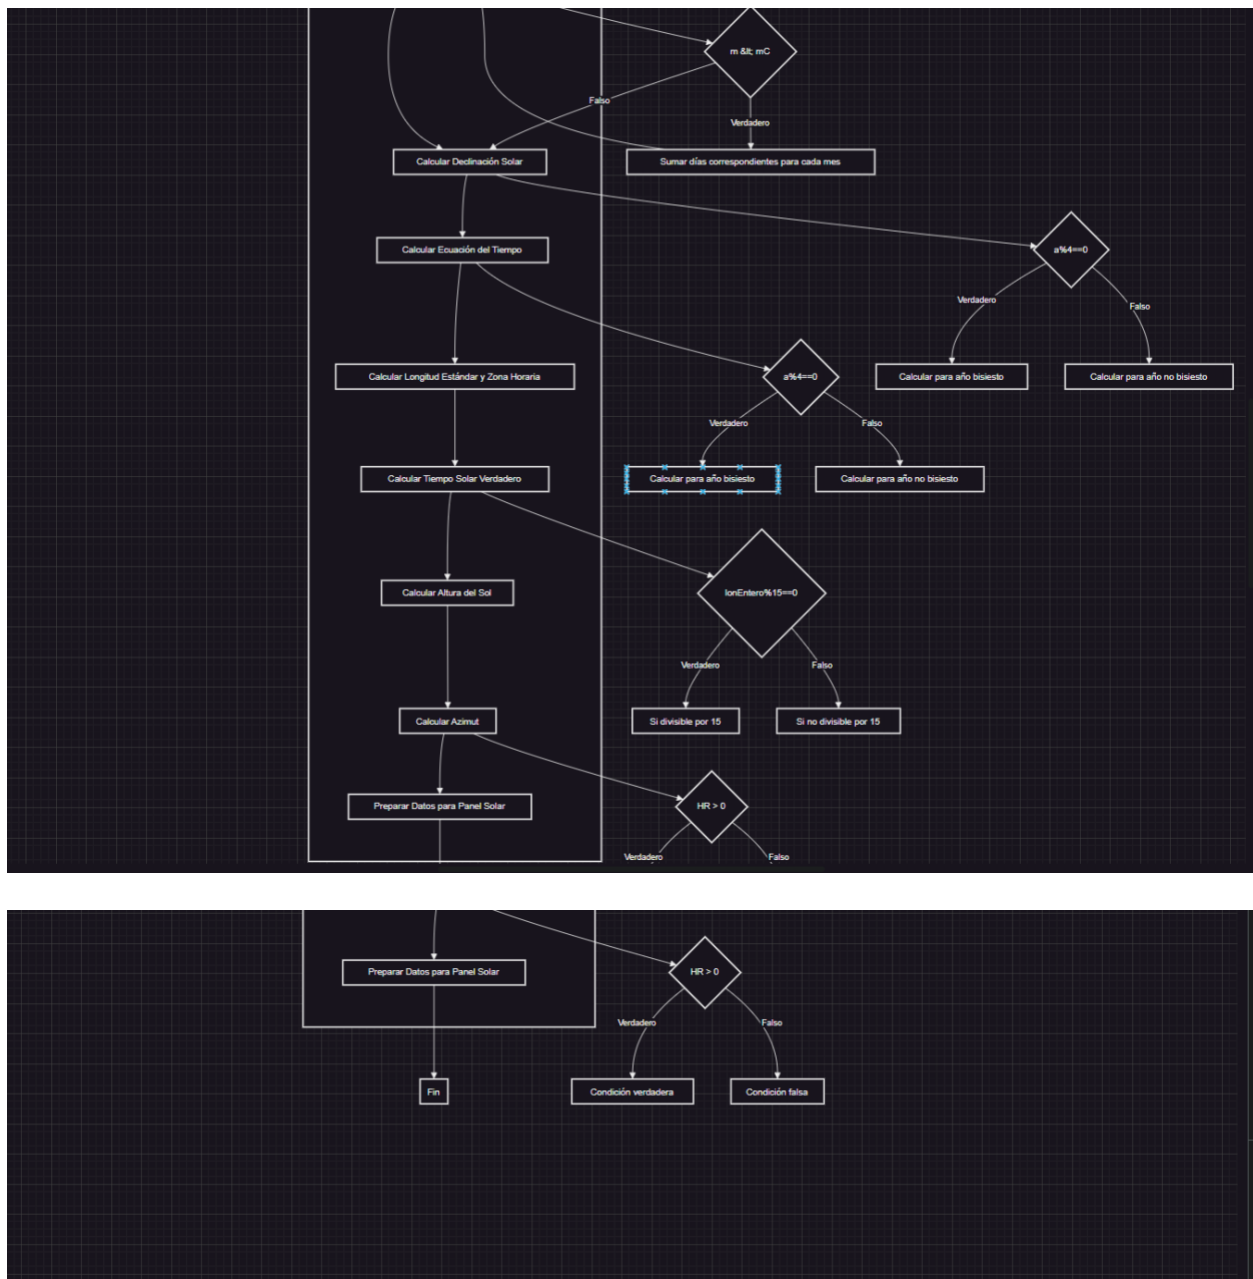 m &lt; mC
Falso
Verdadero
Calcular Declinación Solar
Sumar días correspondientes para cada mes
Calcular Ecuación del Tiempo
a%4==0
Verdadero
Falso
Calcular Longitud Estándar y Zona Horaria
a%4==0
Calcular para año bisiesto
Calcular para año no bisiesto
Verdadero
Falso
Calcular Tiempo Solar Verdadero
Calcular para año bisiesto
Calcular para año no bisiesto
Calcular Altura del Sol
lonEntero%15==0
Verdadero
Falso
Calcular Azimut
Si divisible por 15
Si no divisible por 15
Preparar Datos para Panel Solar
HR > 0
Verdadero
Falso
Preparar Datos para Panel Solar
HR > 0
Verdadero
Falso
Fin
Condición verdadera
Condición falsa